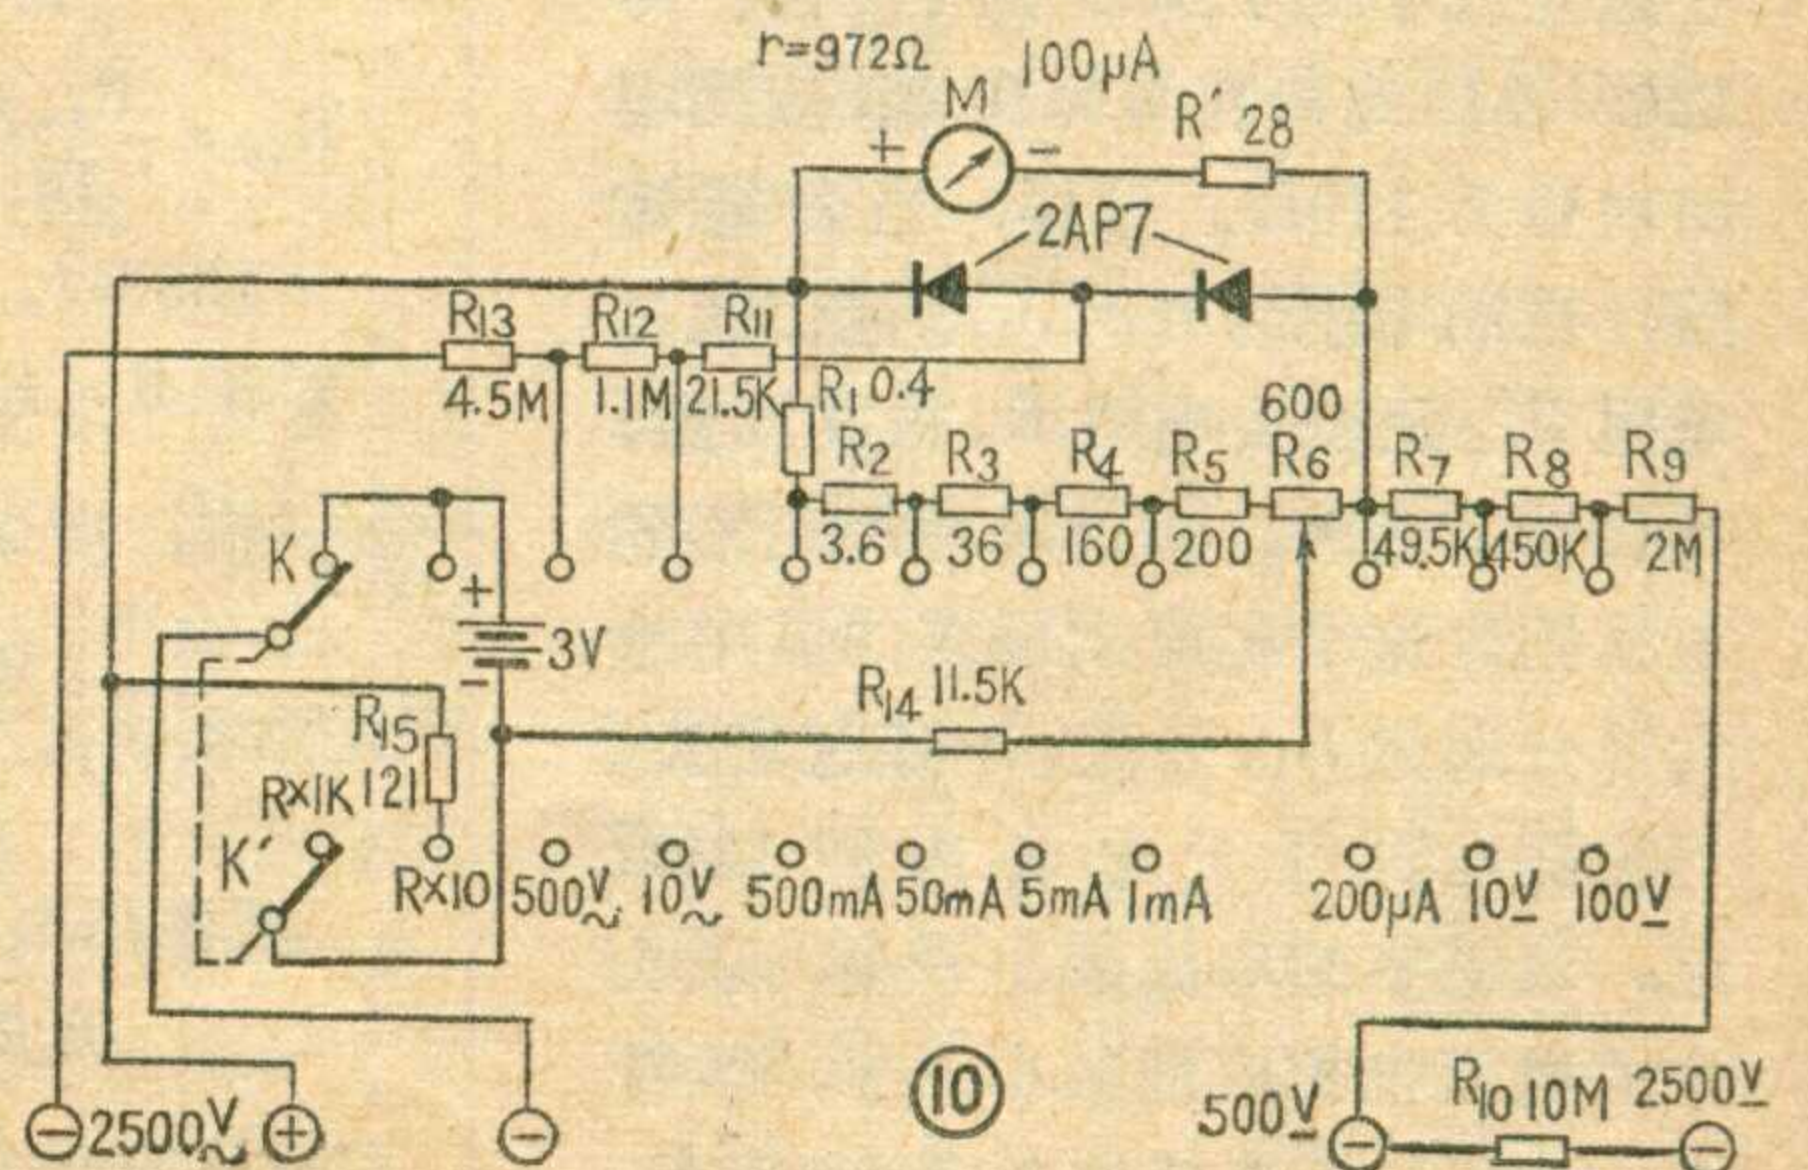 r=972Ω 100μA
M R′ 28
+ −
2AP7
R13 R12 R11
4.5M 1.1M 21.5K R1 0.4
600
R2 R3 R4 R5 R6 R7 R8 R9
3.6 36 160 200 49.5K 450K 2M
K
+
3V
−
R14 11.5K
R15
R×1K 121
K′
R×10 500V~ 10V~ 500mA 50mA 5mA 1mA 200μA 10V 100V
− 2500V~ + − ⑩ 500V − R10 10M 2500V −